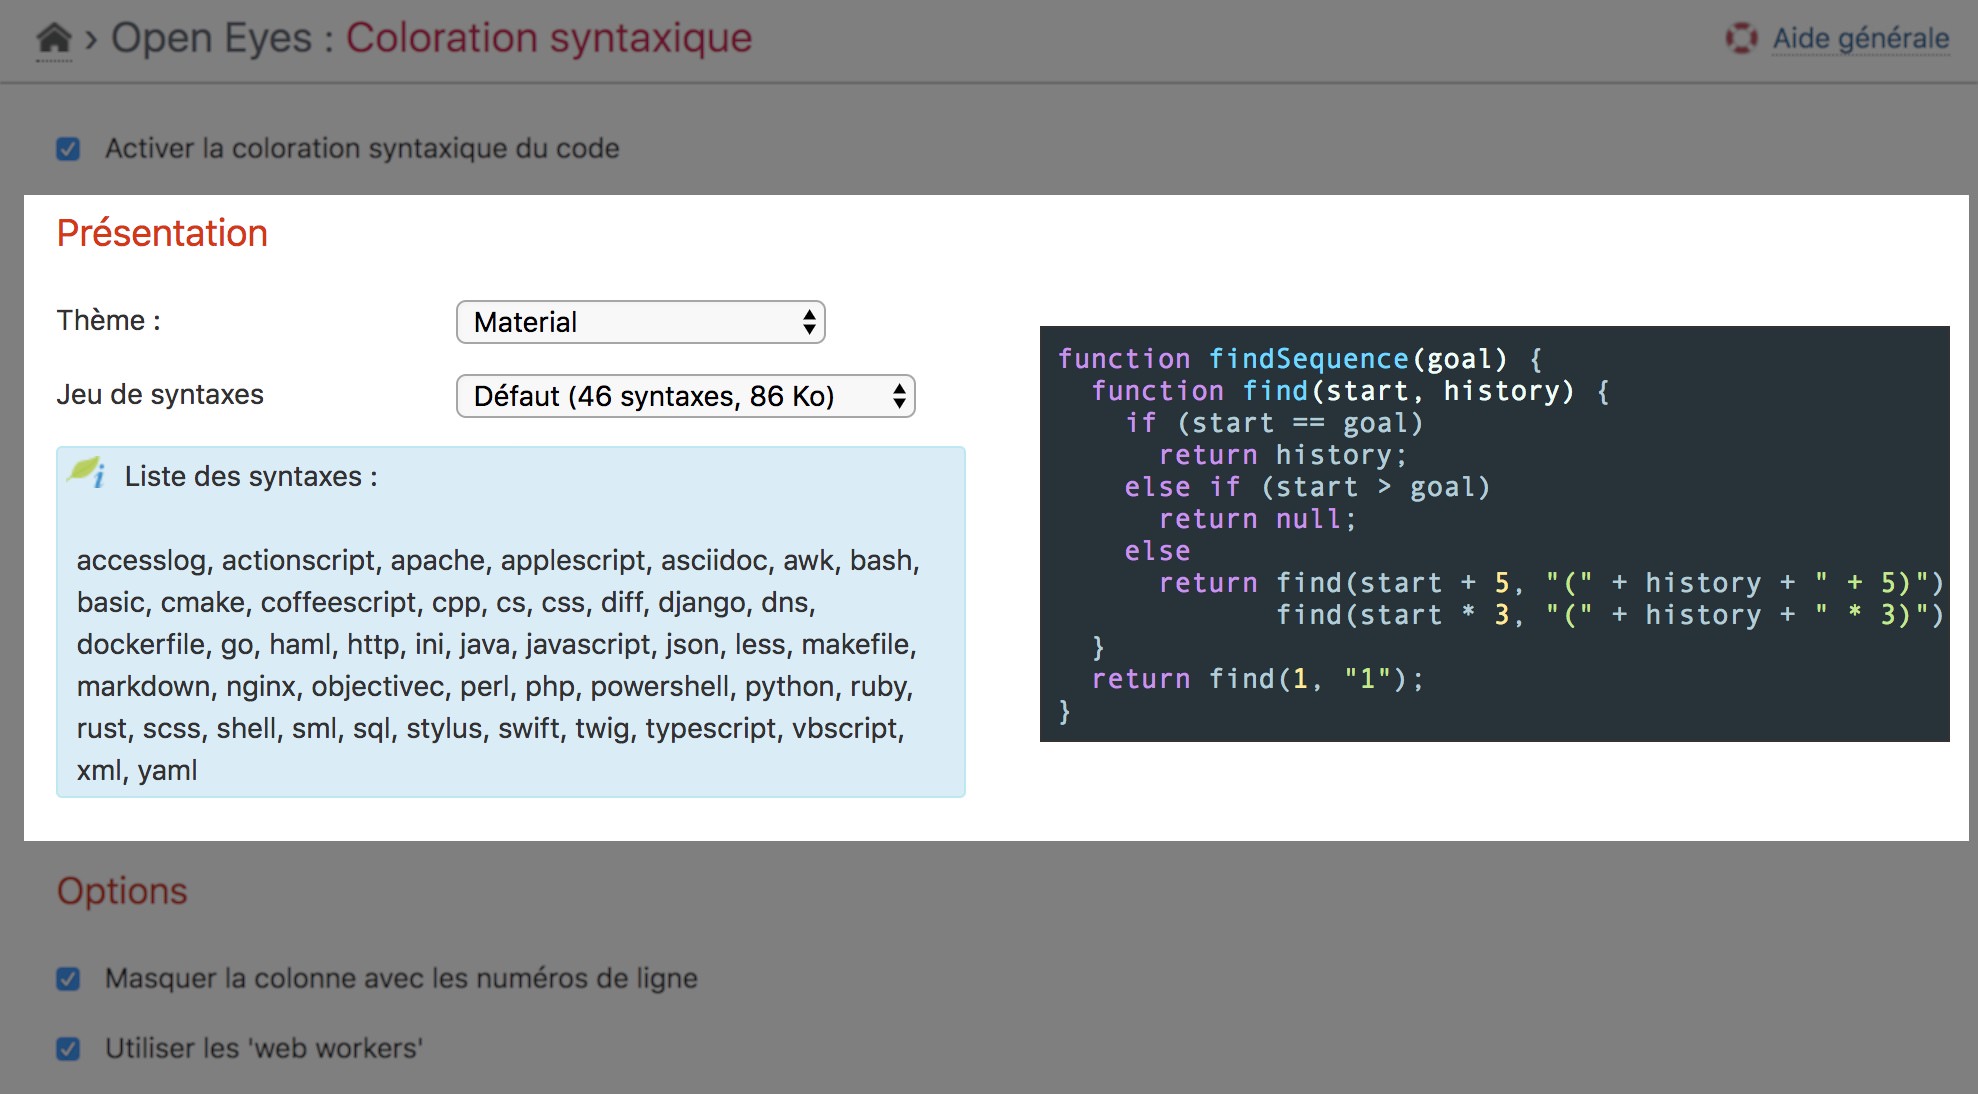 › Open Eyes : Coloration syntaxique
Aide générale
Activer la coloration syntaxique du code
Présentation
Thème :
Material
Jeu de syntaxes
Défaut (46 syntaxes, 86 Ko)
Liste des syntaxes :
accesslog, actionscript, apache, applescript, asciidoc, awk, bash,
basic, cmake, coffeescript, cpp, cs, css, diff, django, dns,
dockerfile, go, haml, http, ini, java, javascript, json, less, makefile,
markdown, nginx, objectivec, perl, php, powershell, python, ruby,
rust, scss, shell, sml, sql, stylus, swift, twig, typescript, vbscript,
xml, yaml
function findSequence(goal) {
  function find(start, history) {
    if (start == goal)
      return history;
    else if (start > goal)
      return null;
    else
      return find(start + 5, "(" + history + " + 5)")
             find(start * 3, "(" + history + " * 3)")
  }
  return find(1, "1");
}
Options
Masquer la colonne avec les numéros de ligne
Utiliser les 'web workers'